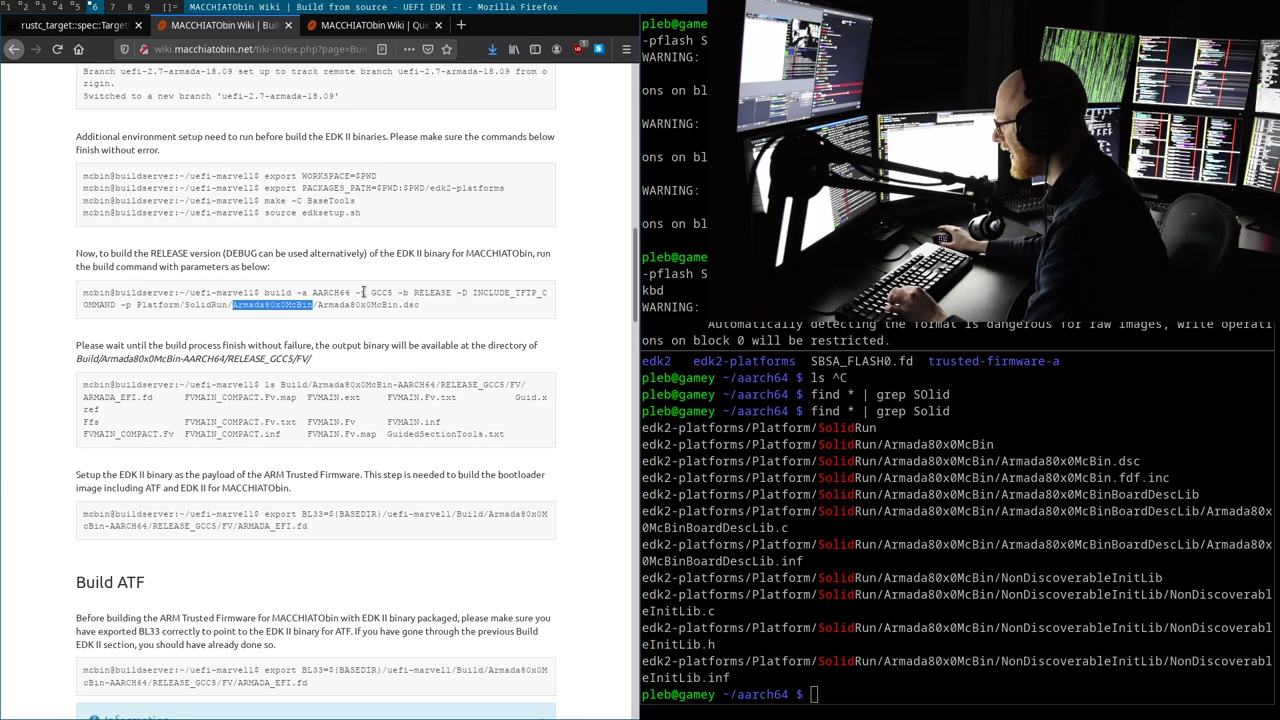 1 2 3 4 5 6 7 8 9 []= MACCHIATObin Wiki | Build from source - UEFI EDK II - Mozilla Firefox
rustc_target::spec::Target
MACCHIATObin Wiki | Buil
MACCHIATObin Wiki | Quic
wiki.macchiatobin.net/tiki-index.php?page=Buil
Branch uefi-2.7-armada-18.09 set up to track remote branch uefi-2.7-armada-18.09 from o
rigin.
Switched to a new branch 'uefi-2.7-armada-18.09'
Additional environment setup need to run before build the EDK II binaries. Please make sure the commands below
finish without error.
mcbin@buildserver:~/uefi-marvell$ export WORKSPACE=$PWD
mcbin@buildserver:~/uefi-marvell$ export PACKAGES_PATH=$PWD:$PWD/edk2-platforms
mcbin@buildserver:~/uefi-marvell$ make -C BaseTools
mcbin@buildserver:~/uefi-marvell$ source edksetup.sh
Now, to build the RELEASE version (DEBUG can be used alternatively) of the EDK II binary for MACCHIATObin, run
the build command with parameters as below:
mcbin@buildserver:~/uefi-marvell$ build -a AARCH64 - GCC5 -b RELEASE -D INCLUDE_TFTP_C
OMMAND -p Platform/SolidRun/Armada80x0McBin/Armada80x0McBin.dsc
Please wait until the build process finish without failure, the output binary will be available at the directory of
Build/Armada80x0McBin-AARCH64/RELEASE_GCC5/FV/
mcbin@buildserver:~/uefi-marvell$ ls Build/Armada80x0McBin-AARCH64/RELEASE_GCC5/FV/
ARMADA_EFI.fd FVMAIN_COMPACT.Fv.map FVMAIN.ext FVMAIN.Fv.txt Guid.x
ref
Ffs FVMAIN_COMPACT.Fv.txt FVMAIN.Fv FVMAIN.inf
FVMAIN_COMPACT.Fv FVMAIN_COMPACT.inf FVMAIN.Fv.map GuidedSectionTools.txt
Setup the EDK II binary as the payload of the ARM Trusted Firmware. This step is needed to build the bootloader
image including ATF and EDK II for MACCHIATObin.
mcbin@buildserver:~/uefi-marvell$ export BL33=${BASEDIR}/uefi-marvell/Build/Armada80x0M
cBin-AARCH64/RELEASE_GCC5/FV/ARMADA_EFI.fd
Build ATF
Before building the ARM Trusted Firmware for MACCHIATObin with EDK II binary packaged, please make sure you
have exported BL33 correctly to point to the EDK II binary for ATF. If you have gone through the previous Build
EDK II section, you should have already done so.
mcbin@buildserver:~/uefi-marvell$ export BL33=${BASEDIR}/uefi-marvell/Build/Armada80x0M
cBin-AARCH64/RELEASE_GCC5/FV/ARMADA_EFI.fd
Information
pleb@game
-pflash S
WARNING:
ons on bl
WARNING:
ons on bl
WARNING:
ons on bl
pleb@game
-pflash S
kbd
WARNING:
Automatically detecting the format is dangerous for raw images, write operati
ons on block 0 will be restricted.
edk2 edk2-platforms SBSA_FLASH0.fd trusted-firmware-a
pleb@gamey ~/aarch64 $ ls ^C
pleb@gamey ~/aarch64 $ find * | grep SOlid
pleb@gamey ~/aarch64 $ find * | grep Solid
edk2-platforms/Platform/SolidRun
edk2-platforms/Platform/SolidRun/Armada80x0McBin
edk2-platforms/Platform/SolidRun/Armada80x0McBin/Armada80x0McBin.dsc
edk2-platforms/Platform/SolidRun/Armada80x0McBin/Armada80x0McBin.fdf.inc
edk2-platforms/Platform/SolidRun/Armada80x0McBin/Armada80x0McBinBoardDescLib
edk2-platforms/Platform/SolidRun/Armada80x0McBin/Armada80x0McBinBoardDescLib/Armada80x
0McBinBoardDescLib.c
edk2-platforms/Platform/SolidRun/Armada80x0McBin/Armada80x0McBinBoardDescLib/Armada80x
0McBinBoardDescLib.inf
edk2-platforms/Platform/SolidRun/Armada80x0McBin/NonDiscoverableInitLib
edk2-platforms/Platform/SolidRun/Armada80x0McBin/NonDiscoverableInitLib/NonDiscoverabl
eInitLib.c
edk2-platforms/Platform/SolidRun/Armada80x0McBin/NonDiscoverableInitLib/NonDiscoverabl
eInitLib.h
edk2-platforms/Platform/SolidRun/Armada80x0McBin/NonDiscoverableInitLib/NonDiscoverabl
eInitLib.inf
pleb@gamey ~/aarch64 $